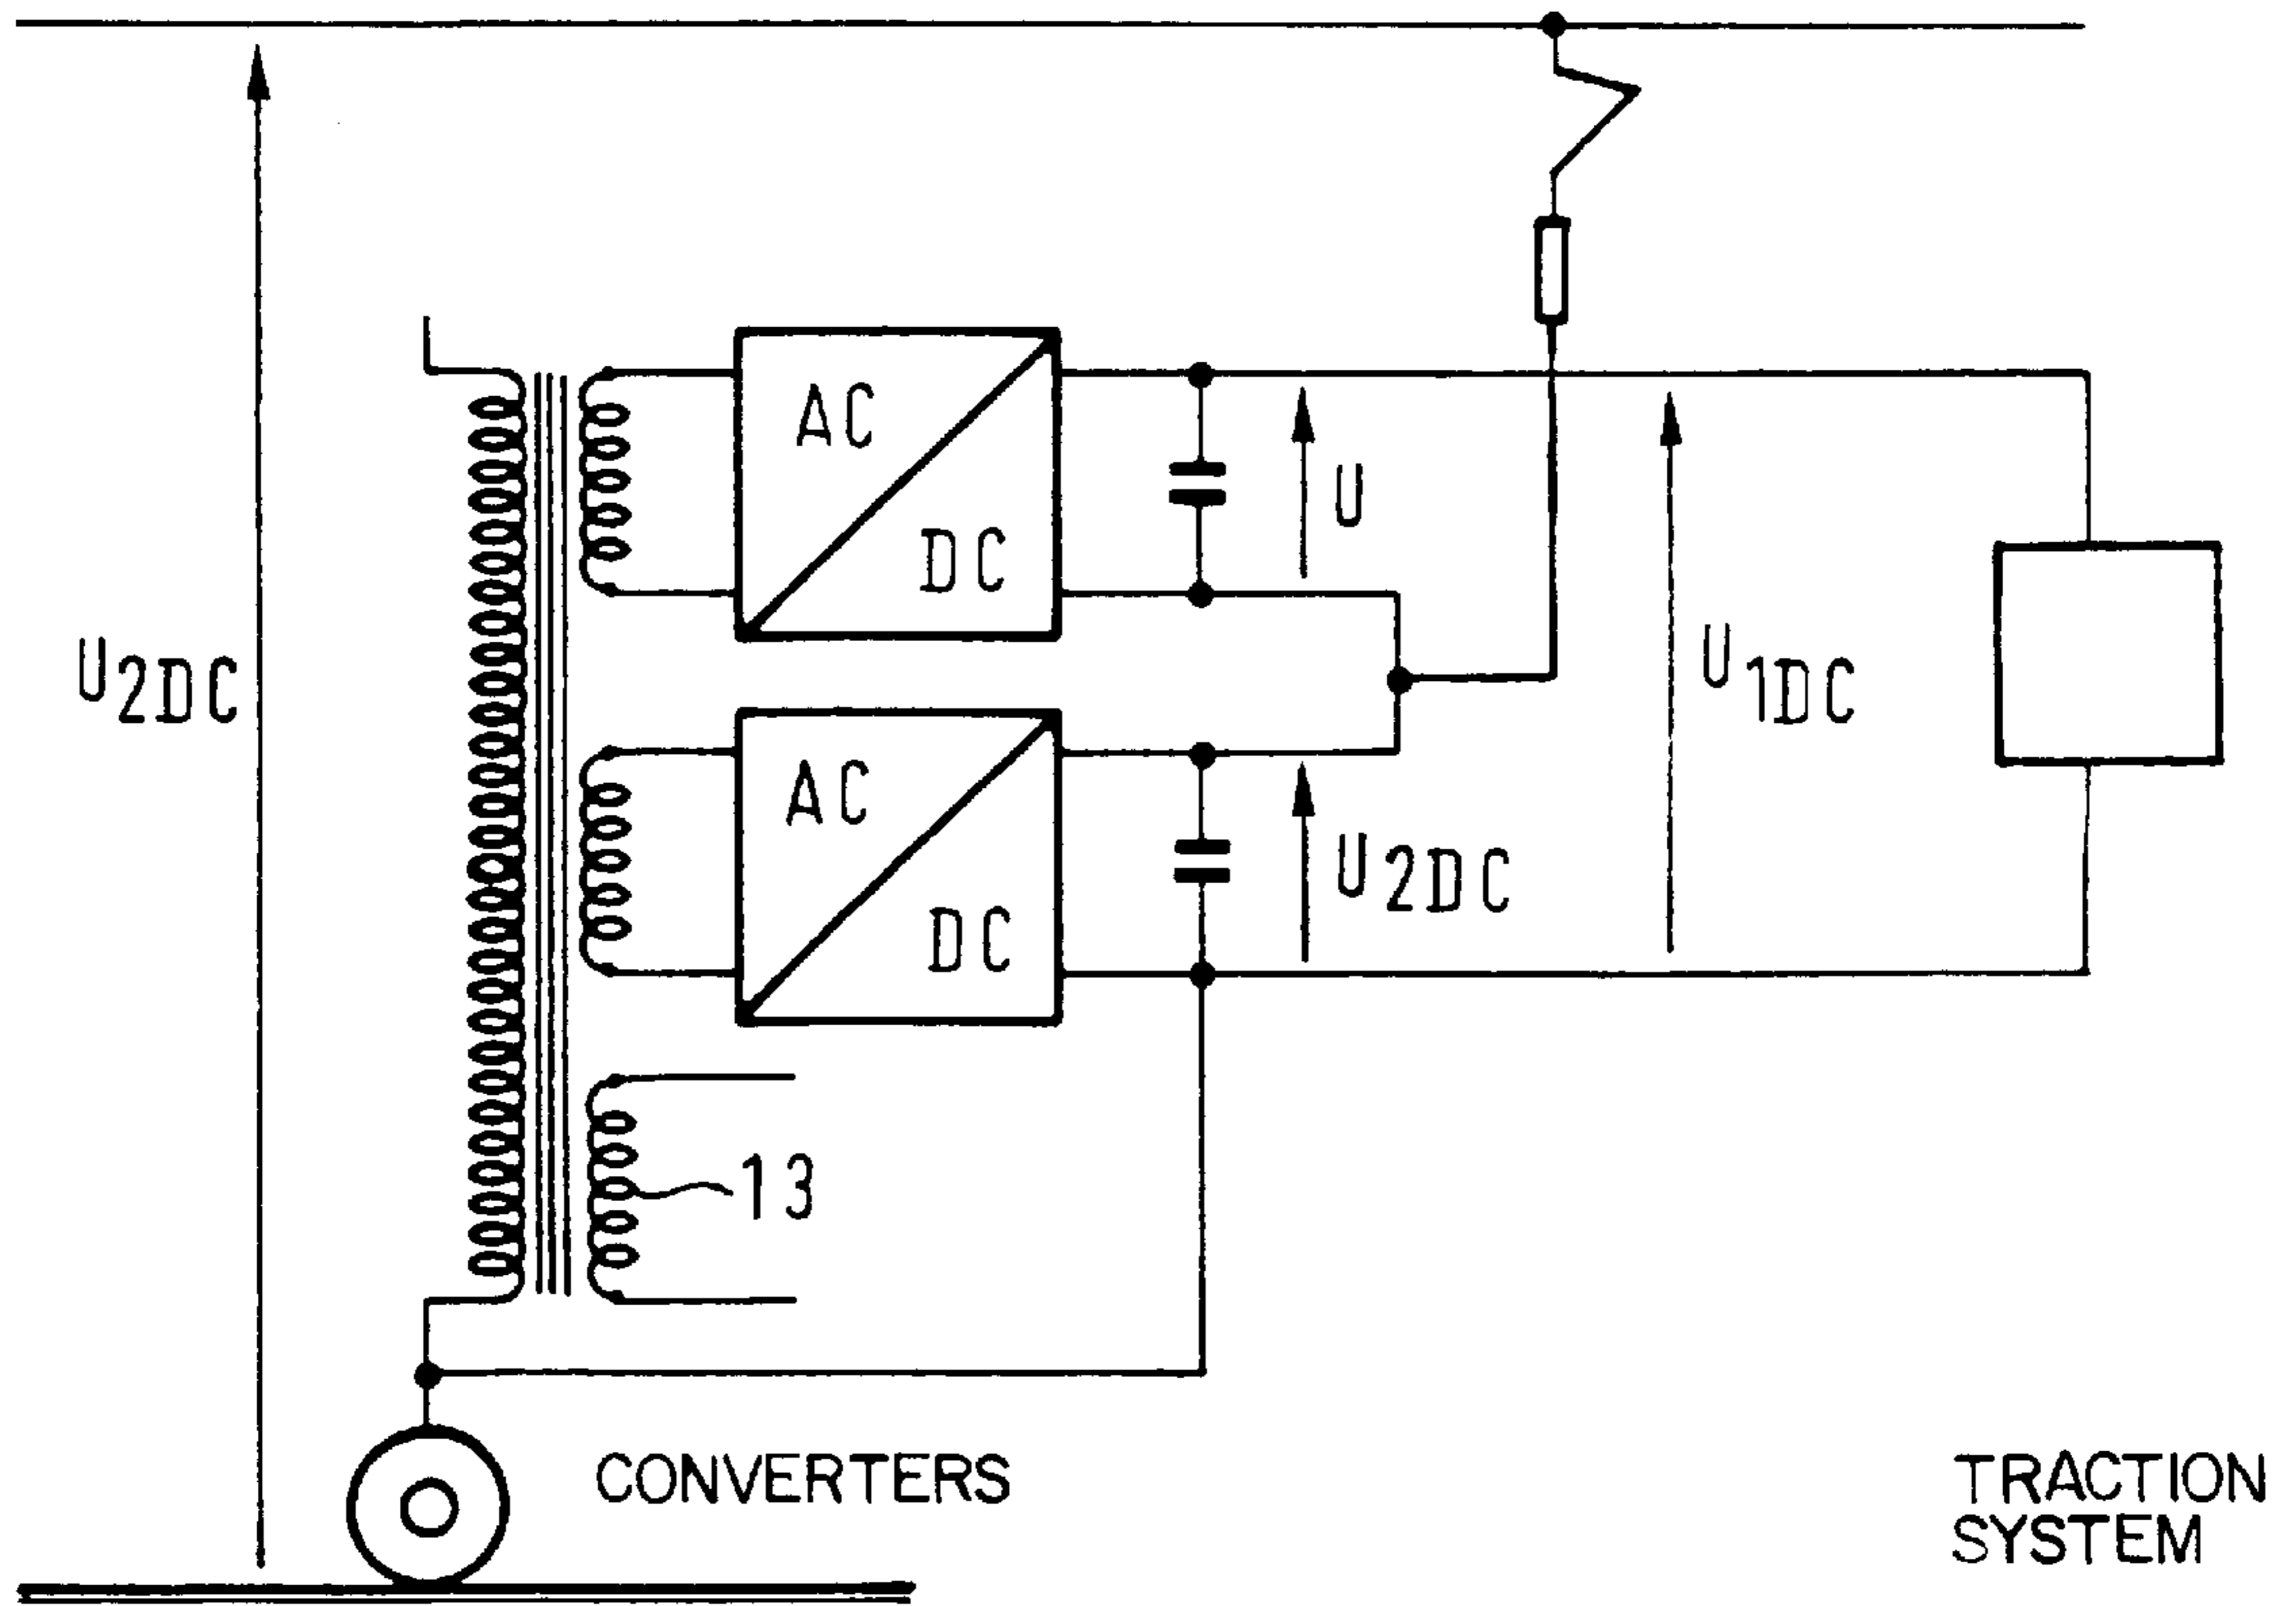 AC
DC
U
U2DC
U1DC
AC
DC
U2DC
13
CONVERTERS
TRACTION
SYSTEM